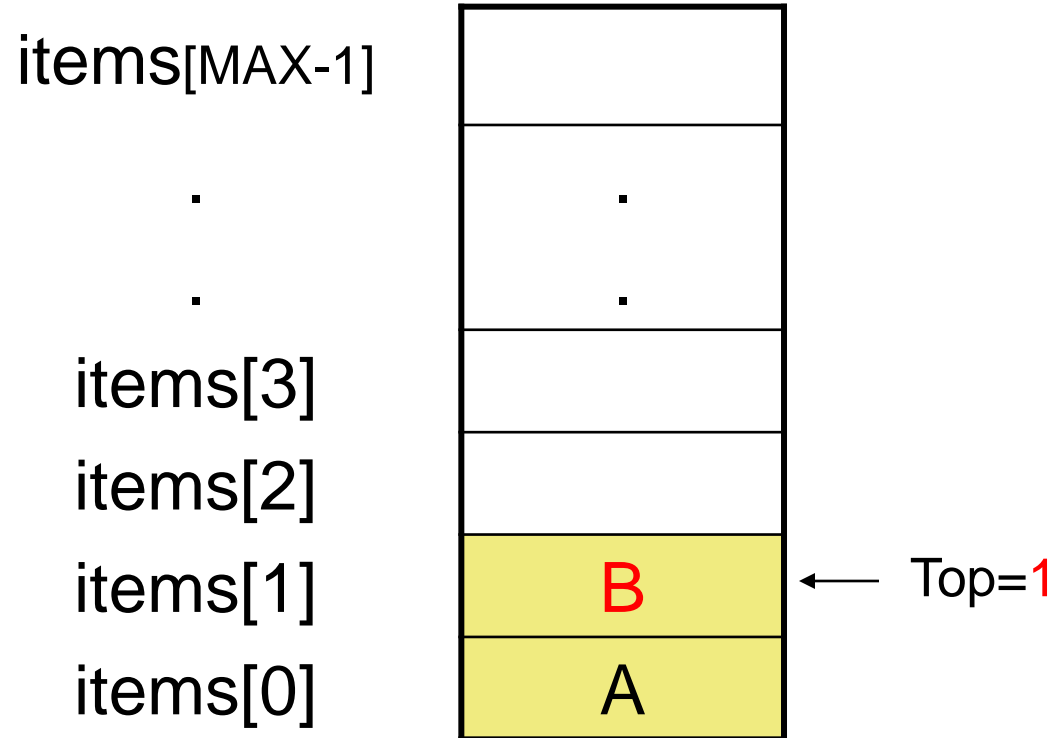 items[MAX-1]
. .
. .
items[3]
items[2]
items[1] B Top=1
items[0] A